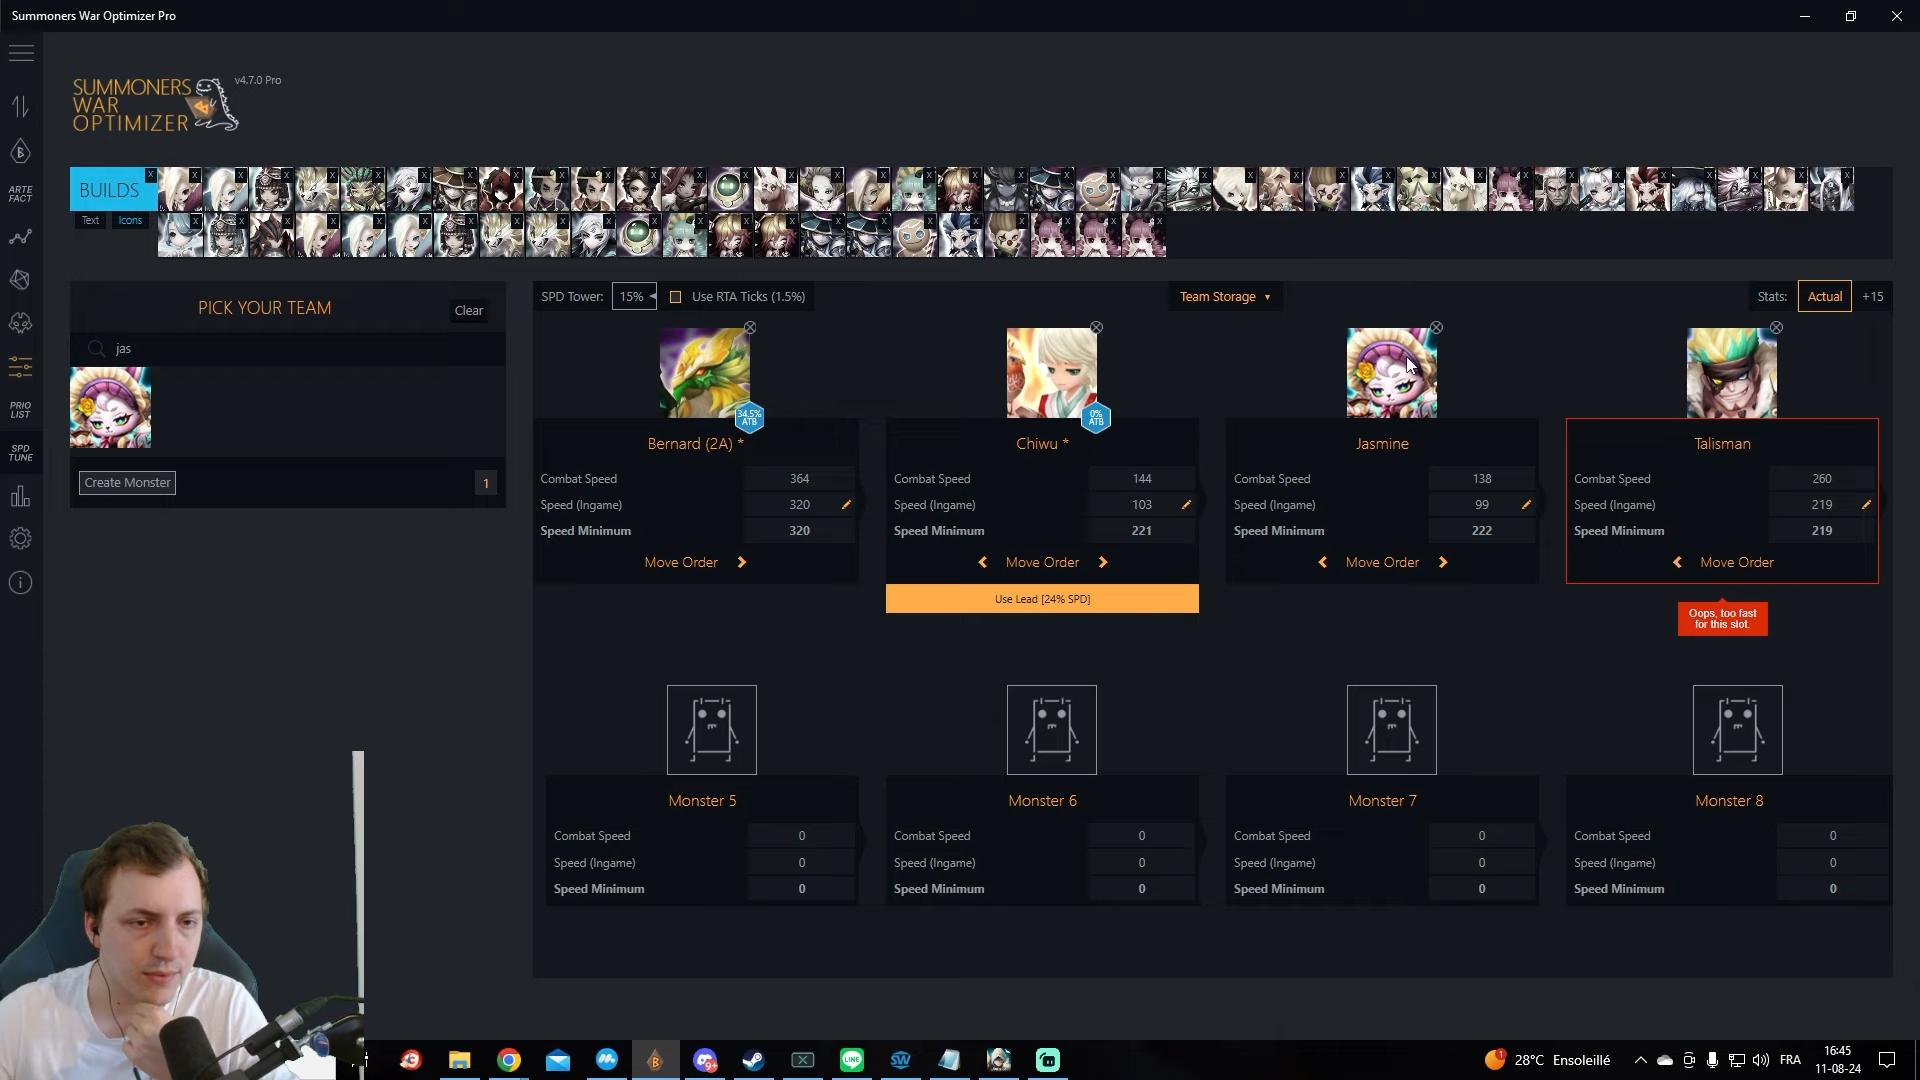 Summoners War Optimizer Pro
SUMMONERS
WAR
OPTIMIZER
v4.7.0 Pro
ARTE
FACT
PRIO
LIST
SPD
TUNE
BUILDS
Text
Icons
PICK YOUR TEAM
Clear
jas
Create Monster
1
SPD Tower:
15%
Use RTA Ticks (1.5%)
Team Storage
Stats:
Actual
+15
34.5%
ATB
Bernard (2A) *
Combat Speed 364
Speed (Ingame) 320
Speed Minimum 320
Move Order
0%
ATB
Chiwu *
Combat Speed 144
Speed (Ingame) 103
Speed Minimum 221
Move Order
Use Lead [24% SPD]
Jasmine
Combat Speed 138
Speed (Ingame) 99
Speed Minimum 222
Move Order
Talisman
Combat Speed 260
Speed (Ingame) 219
Speed Minimum 219
Move Order
Oops, too fast
for this slot.
Monster 5
Combat Speed 0
Speed (Ingame) 0
Speed Minimum 0
Monster 6
Combat Speed 0
Speed (Ingame) 0
Speed Minimum 0
Monster 7
Combat Speed 0
Speed (Ingame) 0
Speed Minimum 0
Monster 8
Combat Speed 0
Speed (Ingame) 0
Speed Minimum 0
9+
LINE
SW
1
28°C Ensoleillé
FRA
16:45
11-08-24